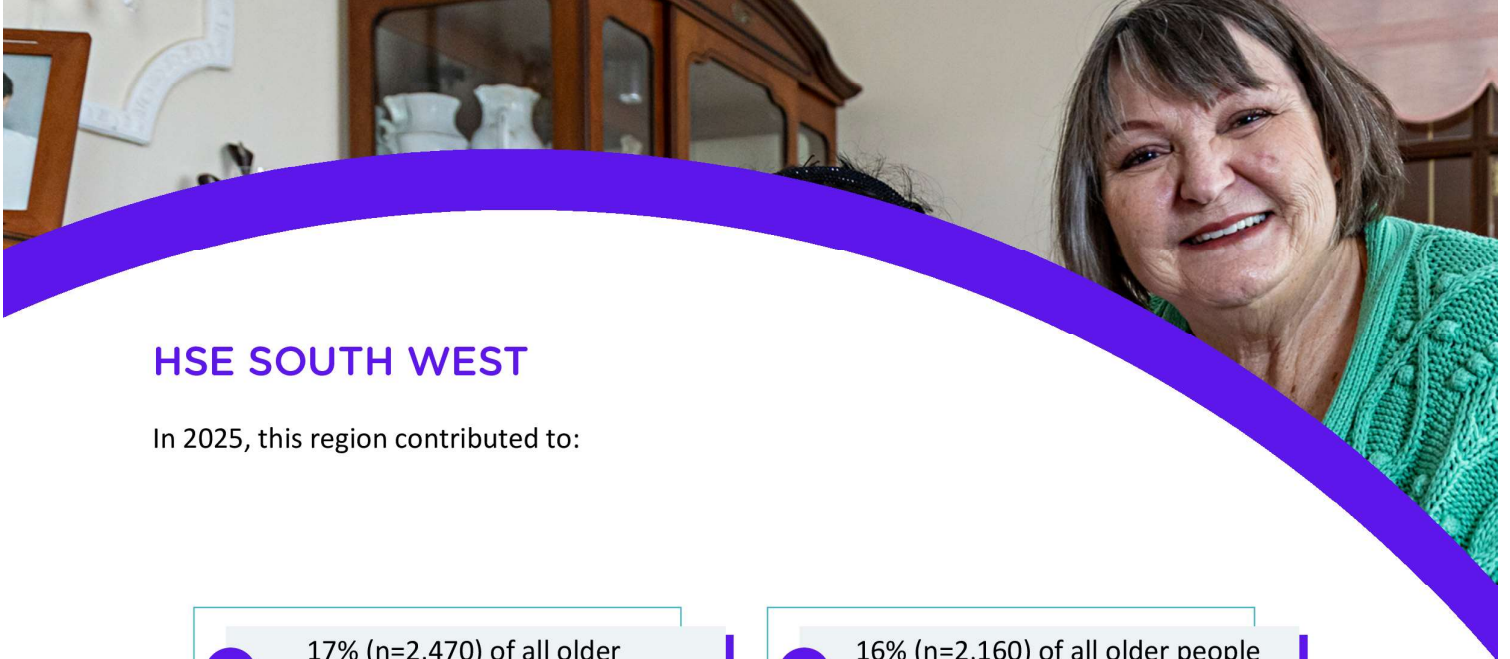 HSE SOUTH WEST
In 2025, this region contributed to:
17% (n=2,470) of all older
16% (n=2,160) of all older people